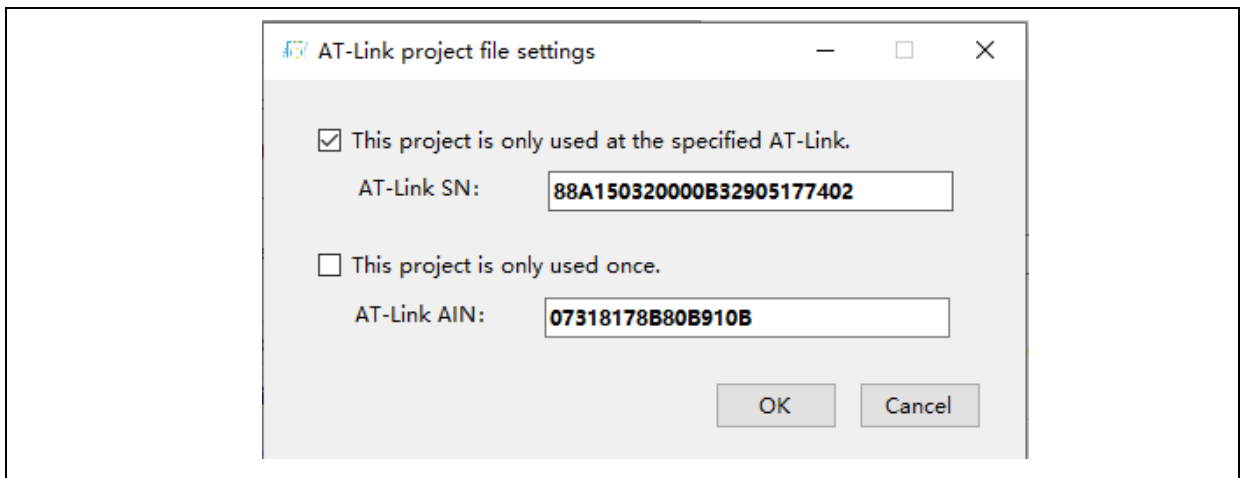 AT-Link project file settings
This project is only used at the specified AT-Link.
AT-Link SN: 88A150320000B32905177402
This project is only used once.
AT-Link AIN: 07318178B80B910B
OK Cancel